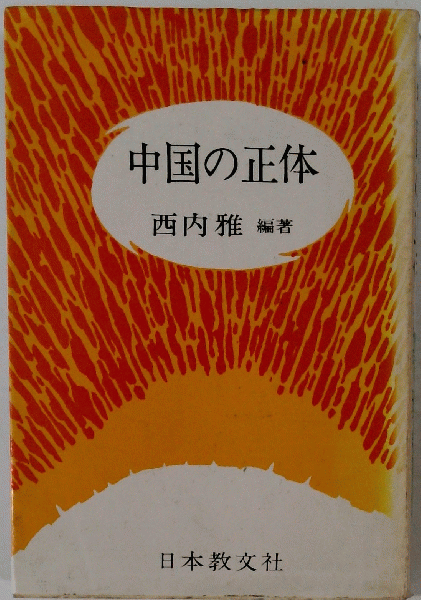 中国の正体
西内雅 編著
日本教文社